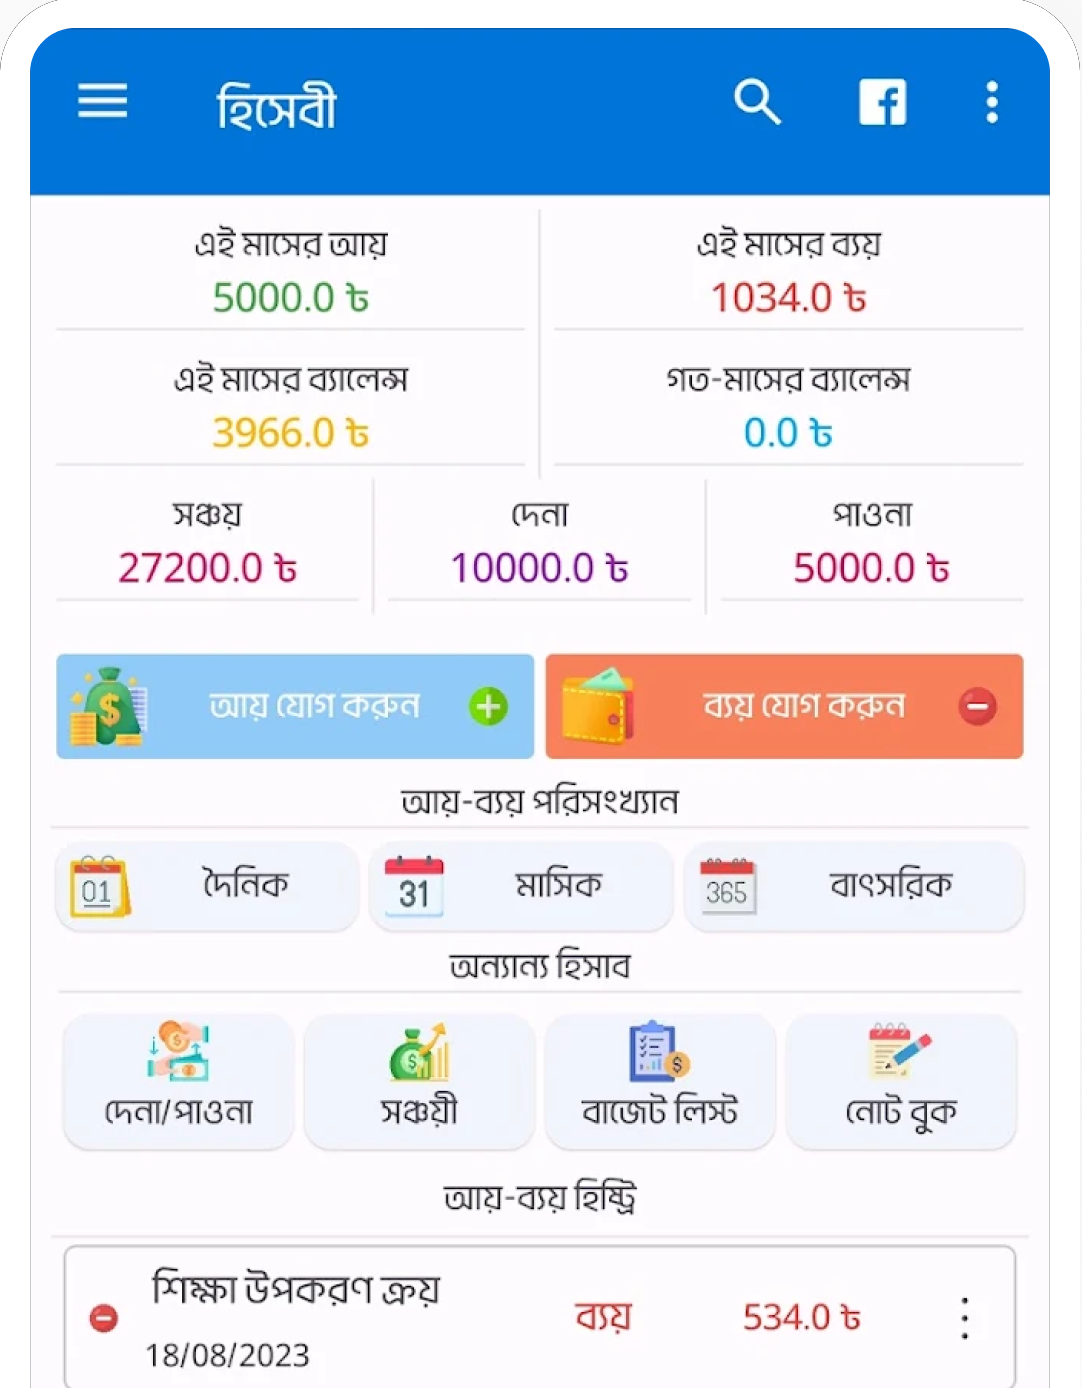 হিসেবী
এই মাসের আয়
5000.0 ৳
এই মাসের ব্যয়
1034.0 ৳
এই মাসের ব্যালেন্স
3966.0 ৳
গত-মাসের ব্যালেন্স
0.0 ৳
সঞ্চয়
27200.0 ৳
দেনা
10000.0 ৳
পাওনা
5000.0 ৳
আয় যোগ করুন
ব্যয় যোগ করুন
আয়-ব্যয় পরিসংখ্যান
01 দৈনিক
31 মাসিক
365 বাৎসরিক
অন্যান্য হিসাব
দেনা/পাওনা
সঞ্চয়ী
বাজেট লিস্ট
নোট বুক
আয়-ব্যয় হিষ্ট্রি
শিক্ষা উপকরণ ক্রয়
18/08/2023
ব্যয়
534.0 ৳